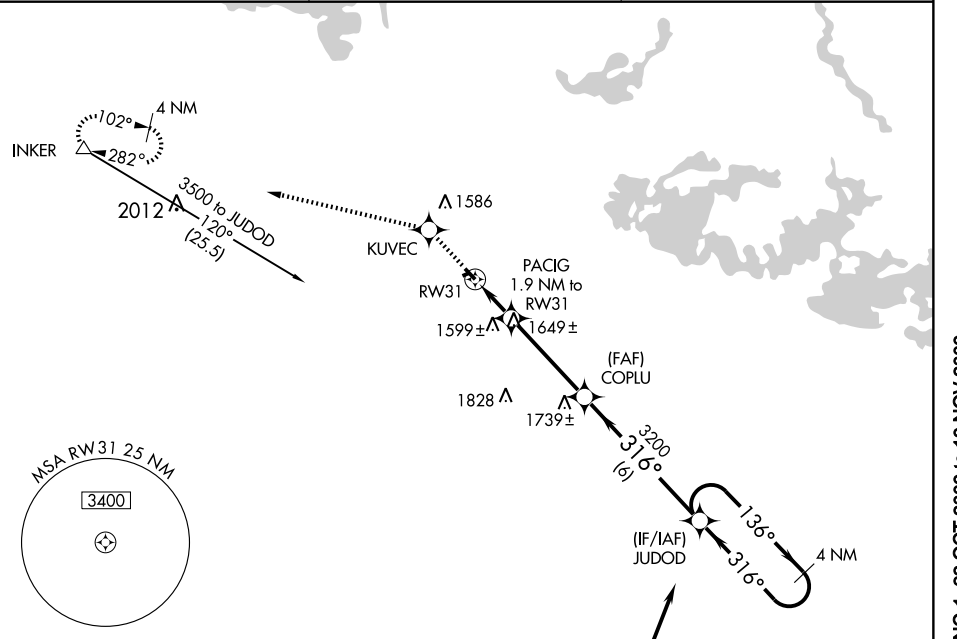 102°
4 NM
282°
INKER
2012
3500 to JUDOD
120°
(25.5)
1586
KUVEC
RW31
PACIG
1.9 NM to
RW31
1599±
1649±
(FAF)
COPLU
1828
1739±
3200
316°
(6)
(IF/IAF)
JUDOD
136°
316°
4 NM
MSA RW31 25 NM
3400